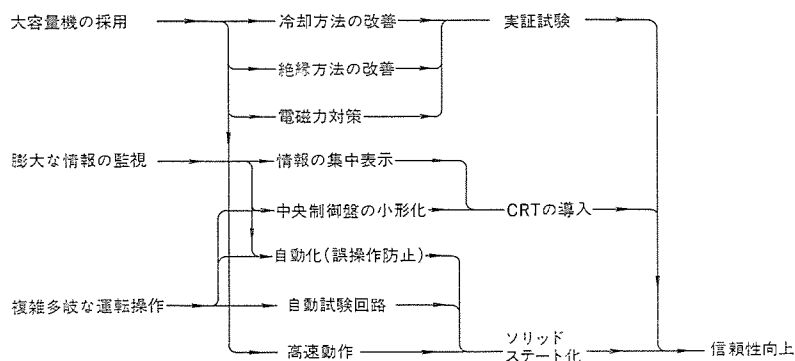 大容量機の採用
冷却方法の改善
実証試験
絶縁方法の改善
電磁力対策
膨大な情報の監視
情報の集中表示
中央制御盤の小形化
CRTの導入
自動化(誤操作防止)
複雑多岐な運転操作
自動試験回路
高速動作
ソリッド
ステート化
信頼性向上